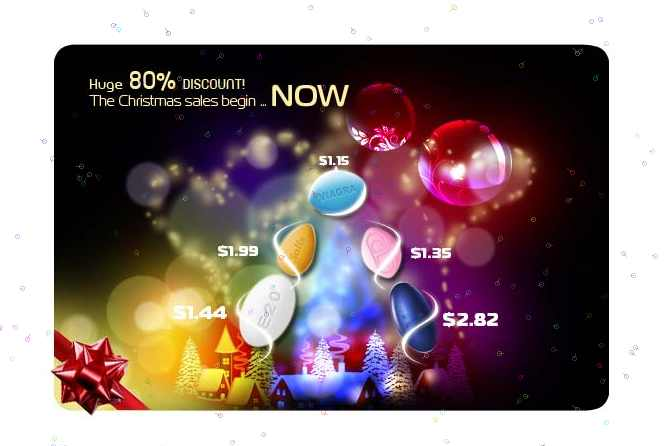 Huge 80% DISCOUNT!
The Christmas sales begin ... NOW
$1.15
VIAGRA
$1.99
$1.35
$1.44
$2.82